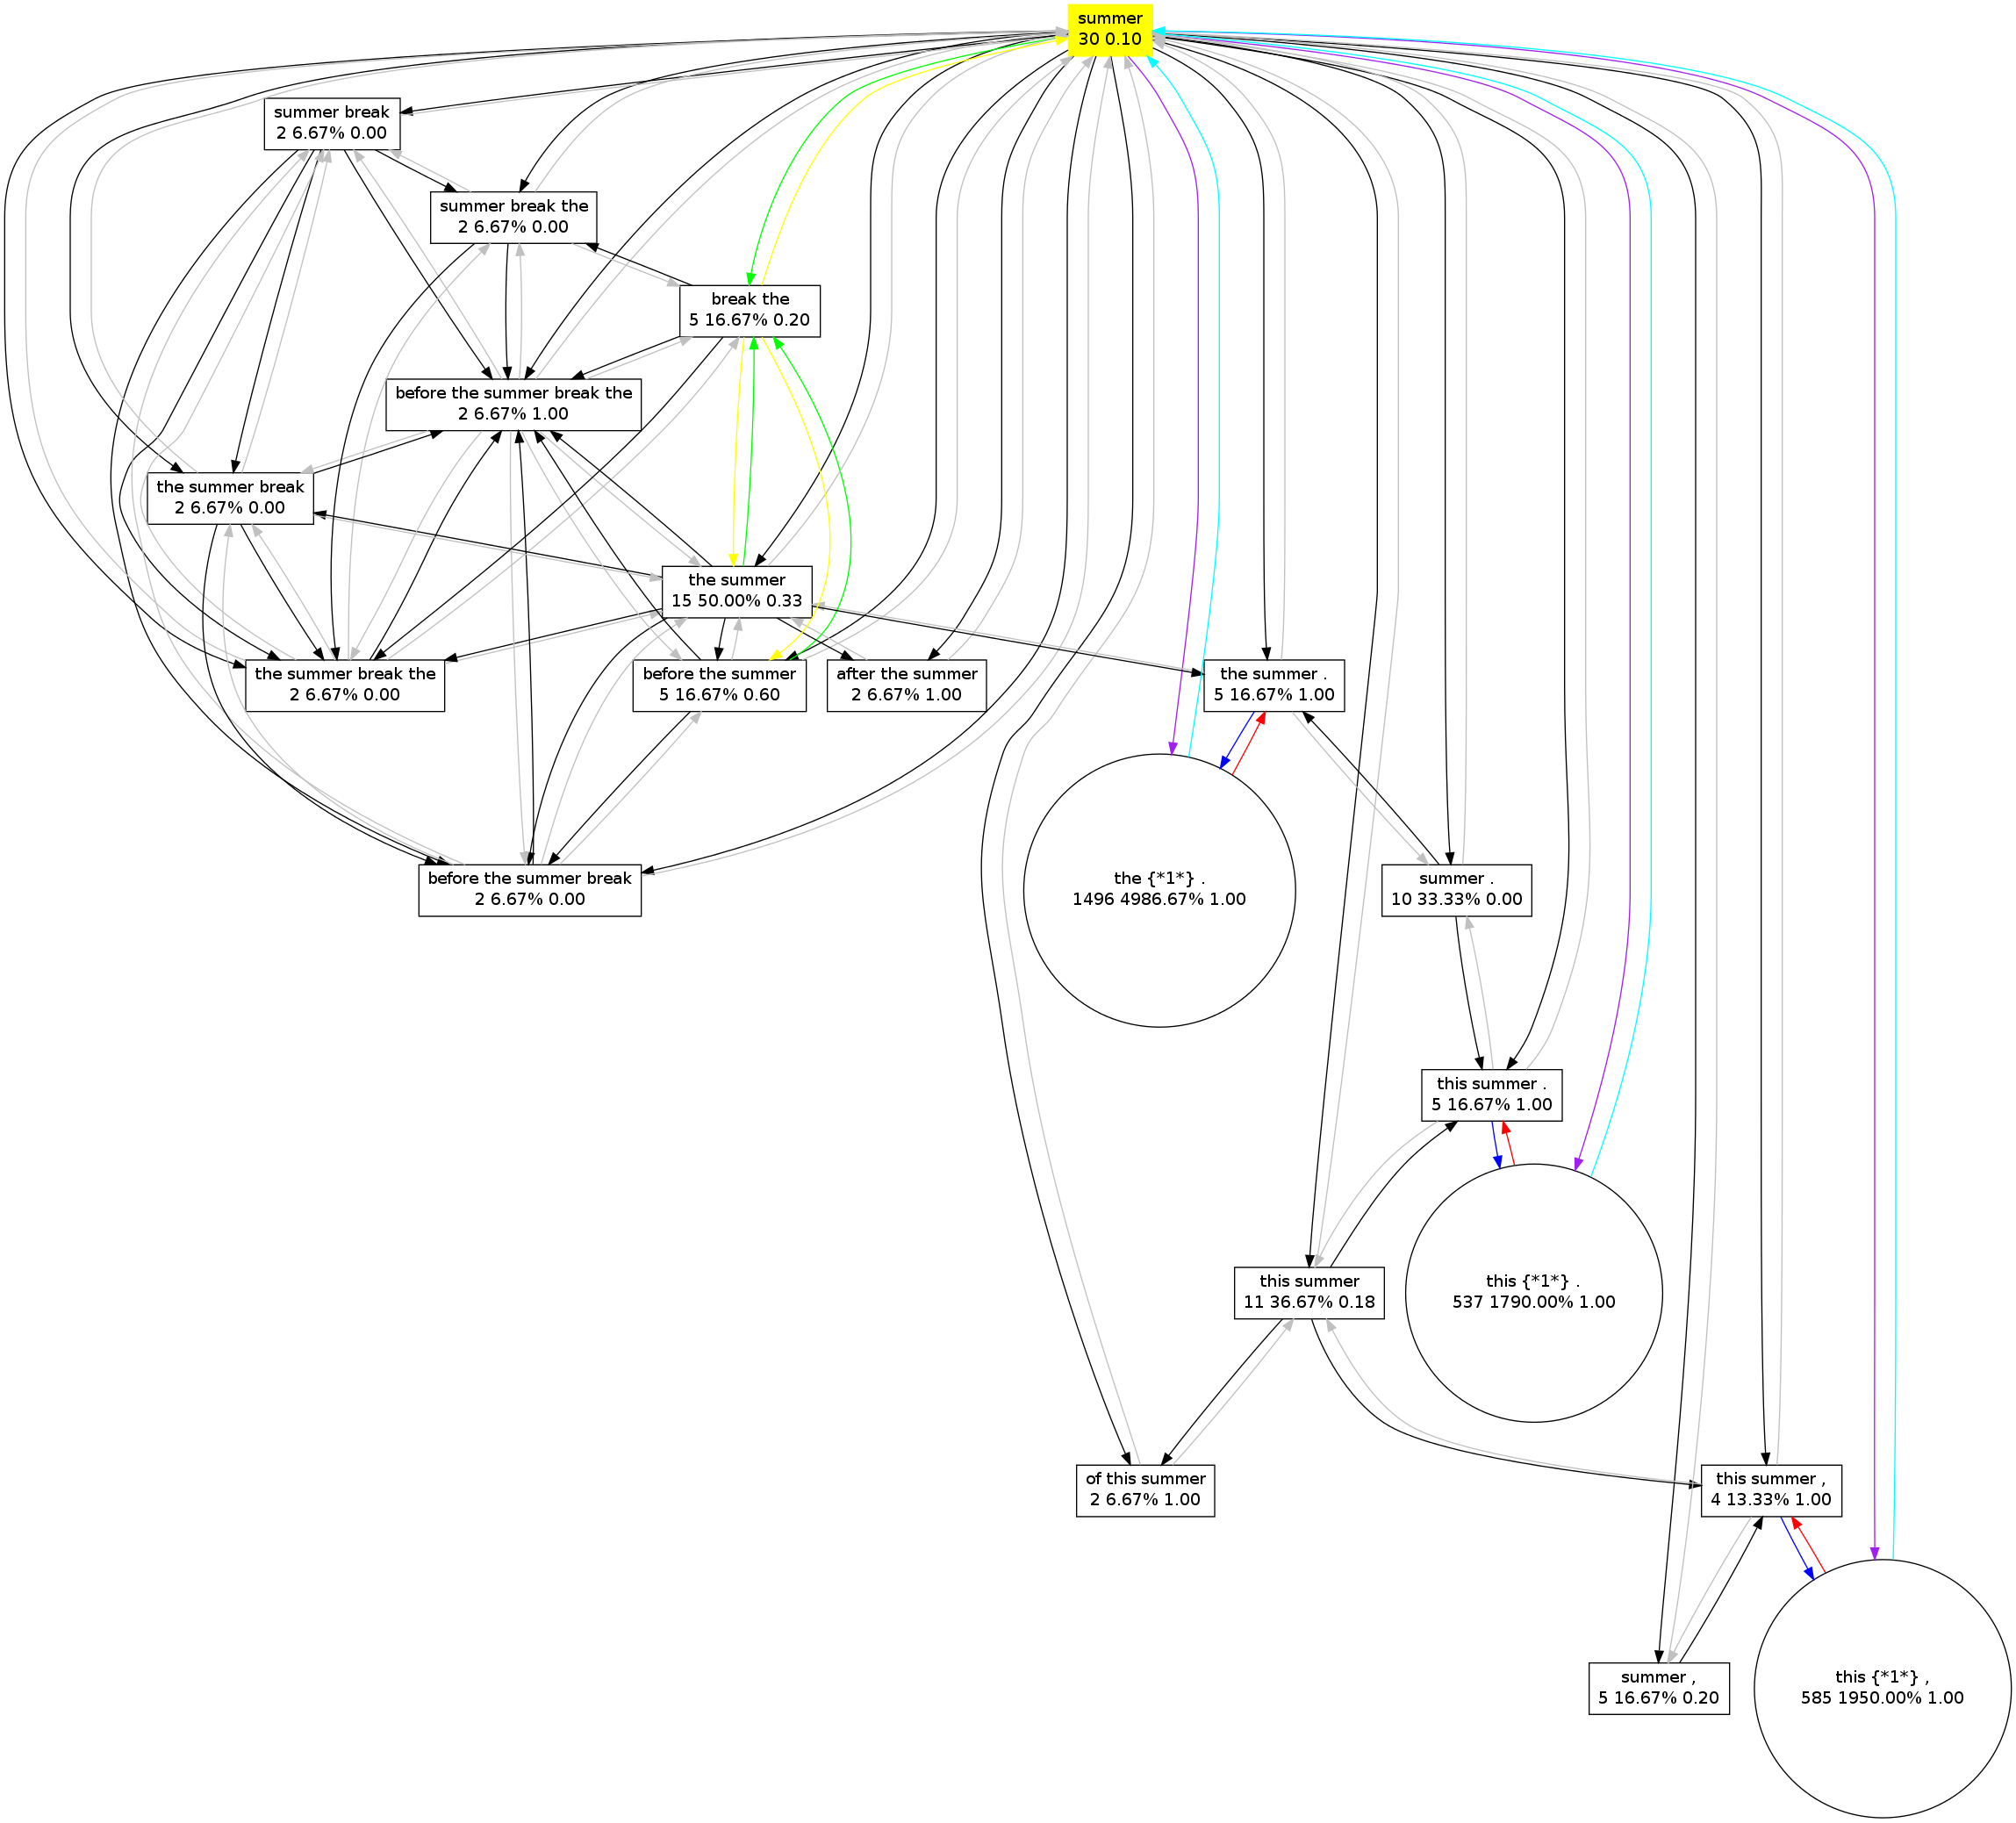 summer
30 0.10
summer break
2 6.67% 0.00
summer break the
2 6.67% 0.00
break the
5 16.67% 0.20
before the summer break the
2 6.67% 1.00
the summer break
2 6.67% 0.00
the summer
15 50.00% 0.33
the summer break the
2 6.67% 0.00
before the summer
5 16.67% 0.60
after the summer
2 6.67% 1.00
the summer .
5 16.67% 1.00
before the summer break
2 6.67% 0.00
the {*1*} .
1496 4986.67% 1.00
summer .
10 33.33% 0.00
this summer .
5 16.67% 1.00
this summer
11 36.67% 0.18
this {*1*} .
537 1790.00% 1.00
of this summer
2 6.67% 1.00
this summer ,
4 13.33% 1.00
summer ,
5 16.67% 0.20
this {*1*} ,
585 1950.00% 1.00